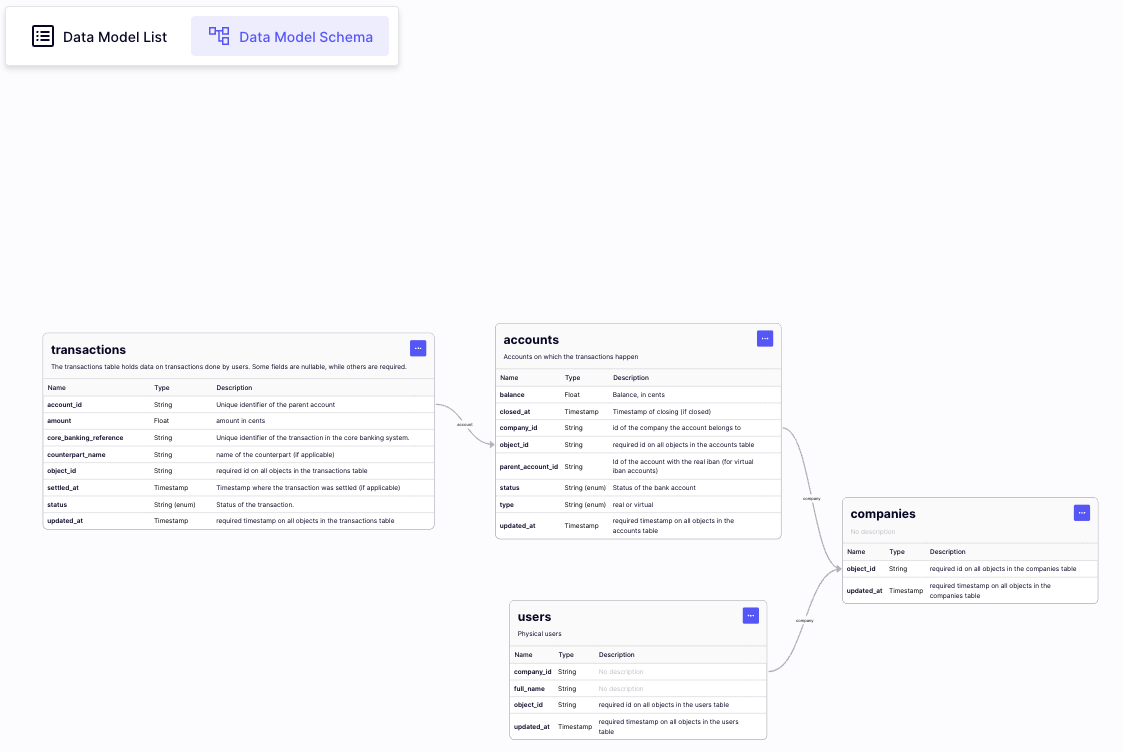 Data Model List
Data Model Schema
transactions
...
The transactions table holds data on transactions done by users. Some fields are nullable, while others are required.
Name Type Description
account_id String Unique identifier of the parent account
amount Float amount in cents
core_banking_reference String Unique identifier of the transaction in the core banking system.
counterpart_name String name of the counterpart (if applicable)
object_id String required id on all objects in the transactions table
settled_at Timestamp Timestamp where the transaction was settled (if applicable)
status String (enum) Status of the transaction.
updated_at Timestamp required timestamp on all objects in the transactions table
account
accounts
...
Accounts on which the transactions happen
Name Type Description
balance Float Balance, in cents
closed_at Timestamp Timestamp of closing (if closed)
company_id String id of the company the account belongs to
object_id String required id on all objects in the accounts table
parent_account_id String Id of the account with the real iban (for virtual
iban accounts)
status String (enum) Status of the bank account
type String (enum) real or virtual
updated_at Timestamp required timestamp on all objects in the
accounts table
company
companies
...
No description
Name Type Description
object_id String required id on all objects in the companies table
updated_at Timestamp required timestamp on all objects in the
companies table
company
users
...
Physical users
Name Type Description
company_id String No description
full_name String No description
object_id String required id on all objects in the users table
updated_at Timestamp required timestamp on all objects in the users
table